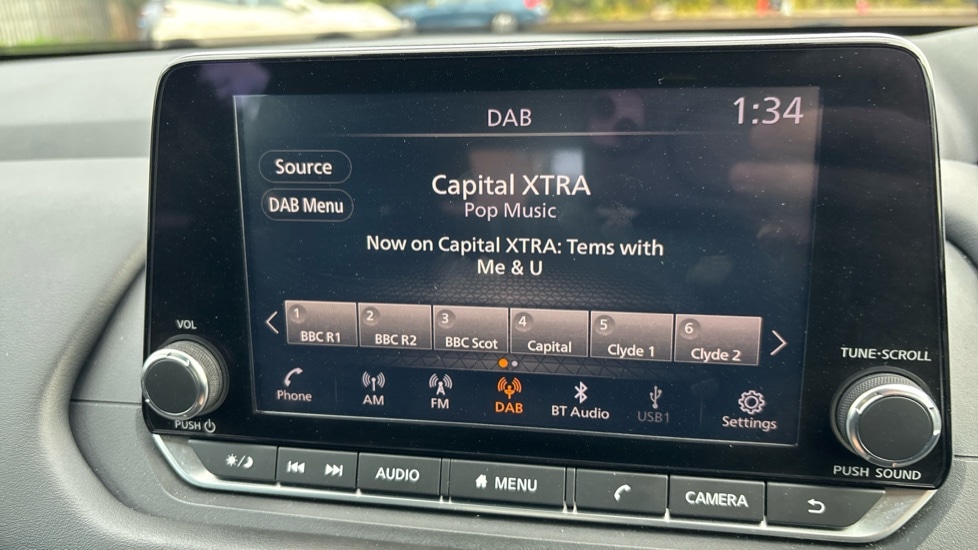 DAB
1:34
Source
Capital XTRA
DAB Menu
Pop Music
Now on Capital XTRA: Tems with
Me & U
1 BBC R1
2 BBC R2
3 BBC Scot
4 Capital
5 Clyde 1
6 Clyde 2
Phone
AM
FM
DAB
BT Audio
USB1
Settings
VOL
PUSH
TUNE·SCROLL
PUSH SOUND
AUDIO
MENU
CAMERA